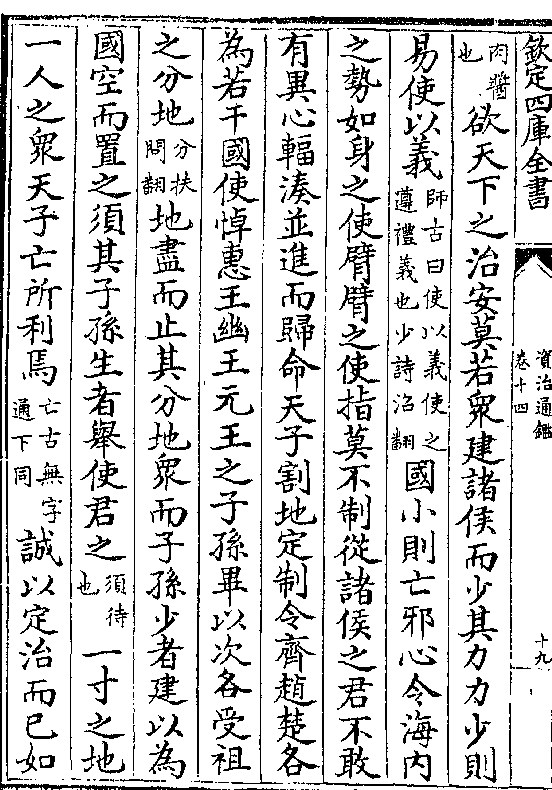 欽定四庫全書
資治通鑑
卷十四
十九
肉醬也欲天下之治安莫若衆建諸侯而少其力力少則
易使以義師古曰使以義使之遵禮義也少詩沼翻國小則亡邪心令海内
之勢如身之使臂臂之使指莫不制從諸侯之君不敢
有異心輻湊並進而歸命天子割地定制令齊趙楚各
為若干國使悼惠王幽王元王之子孫畢以次各受祖
之分地分扶問翻地盡而止其分地衆而子孫少者建以為
國空而置之須其子孫生者舉使君之須待也一寸之地
一人之衆天子亡所利焉亡古無字通下同誠以定治而已如